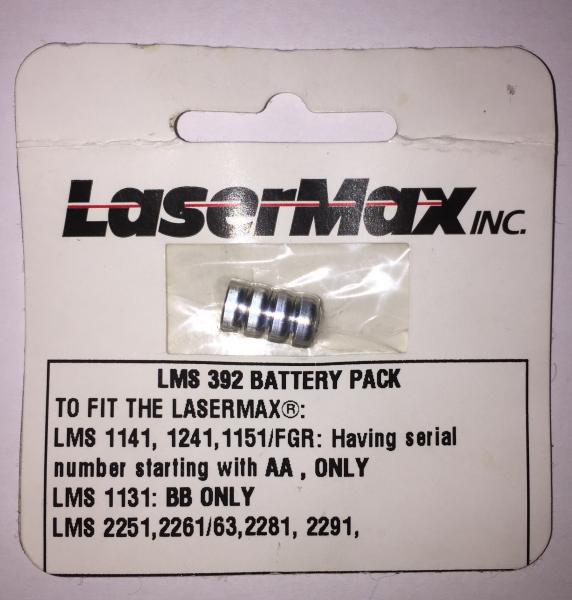 LaserMax INC.
LMS 392 BATTERY PACK
TO FIT THE LASERMAX®:
LMS 1141, 1241,1151/FGR: Having serial
number starting with AA , ONLY
LMS 1131: BB ONLY
LMS 2251,2261/63,2281, 2291,